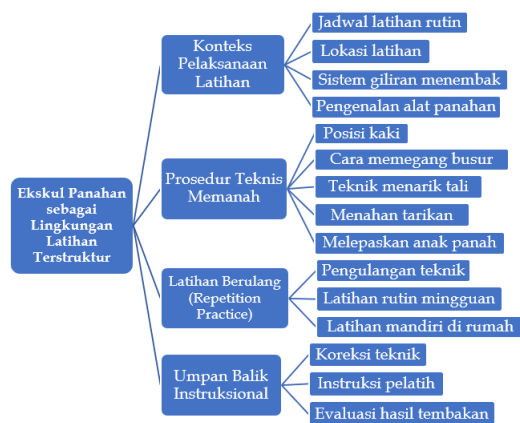 Ekskul Panahan
sebagai
Lingkungan
Latihan
Terstruktur
Konteks
Pelaksanaan
Latihan
Jadwal latihan rutin
Lokasi latihan
Sistem giliran menembak
Pengenalan alat panahan
Prosedur Teknis
Memanah
Posisi kaki
Cara memegang busur
Teknik menarik tali
Menahan tarikan
Melepaskan anak panah
Latihan Berulang
(Repetition
Practice)
Pengulangan teknik
Latihan rutin mingguan
Latihan mandiri di rumah
Umpan Balik
Instruksional
Koreksi teknik
Instruksi pelatih
Evaluasi hasil tembakan